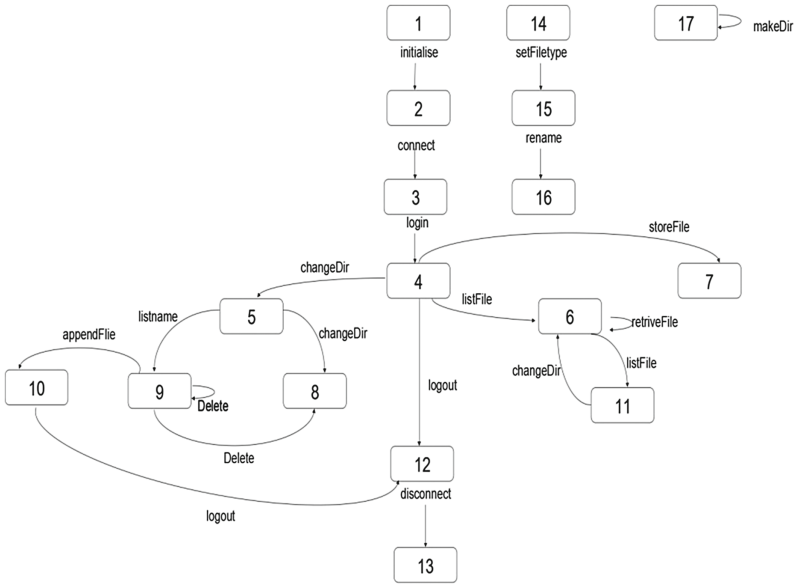 1
14
17
makeDir
initialise
setFiletype
2
15
connect
rename
3
16
login
storeFile
changeDir
4
7
listFile
listname
5
changeDir
6
retriveFile
appendFlie
changeDir
listFile
logout
10
9
8
Delete
11
Delete
12
disconnect
logout
13